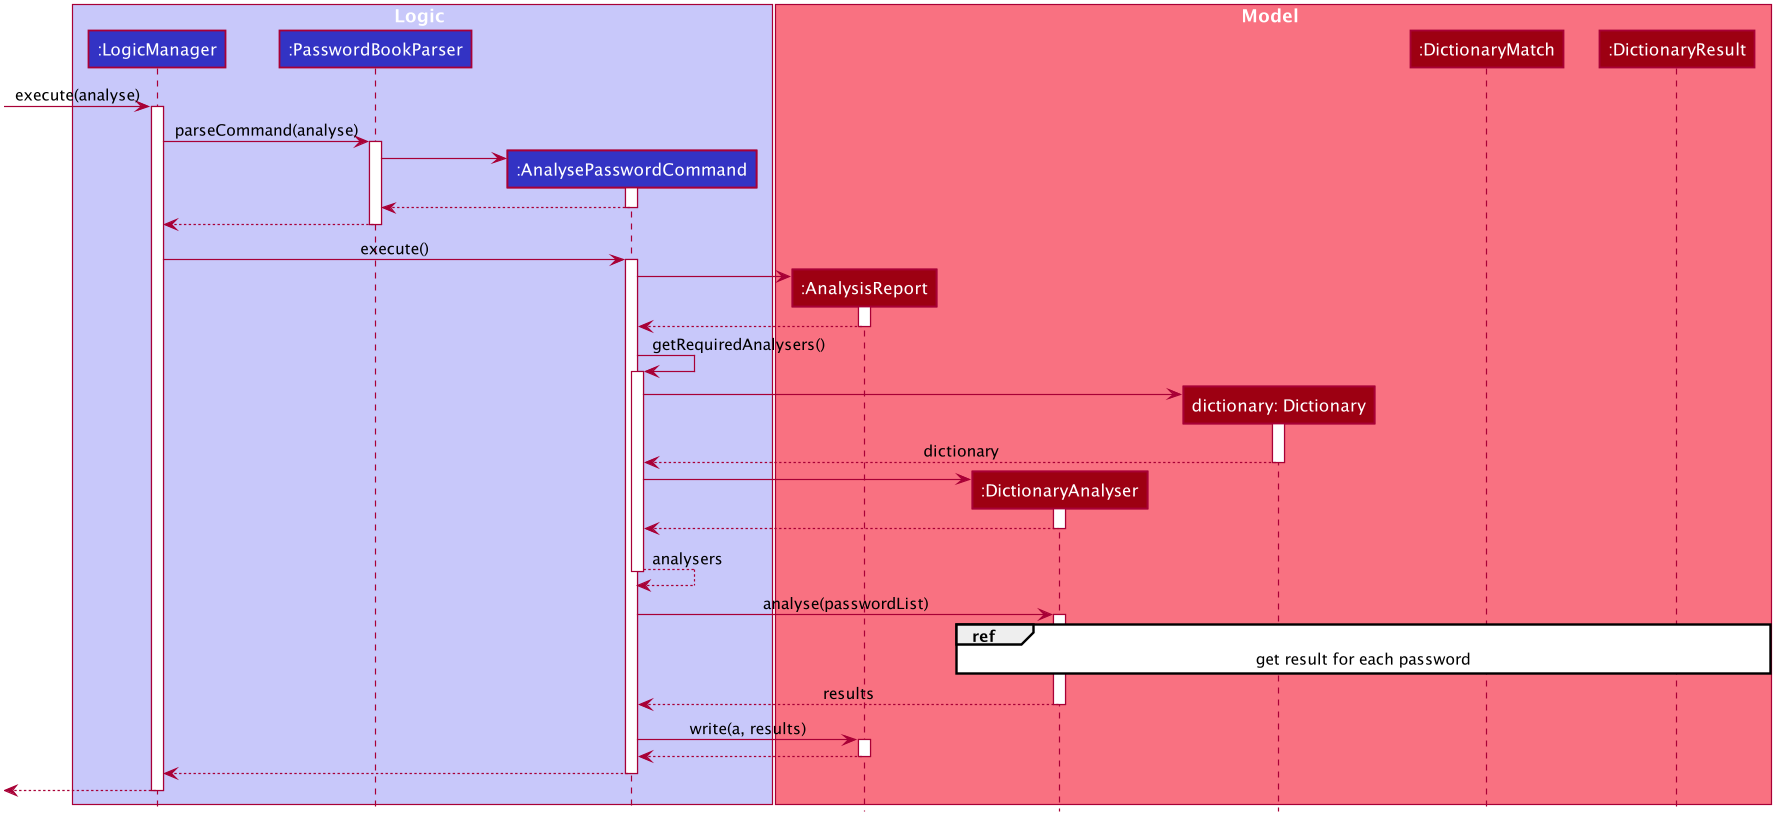 Logic
Model
:LogicManager
:PasswordBookParser
:DictionaryMatch
:DictionaryResult
execute(analyse)
parseCommand(analyse)
:AnalysePasswordCommand
execute()
:AnalysisReport
getRequiredAnalysers()
dictionary: Dictionary
dictionary
:DictionaryAnalyser
analysers
analyse(passwordList)
ref
get result for each password
results
write(a, results)